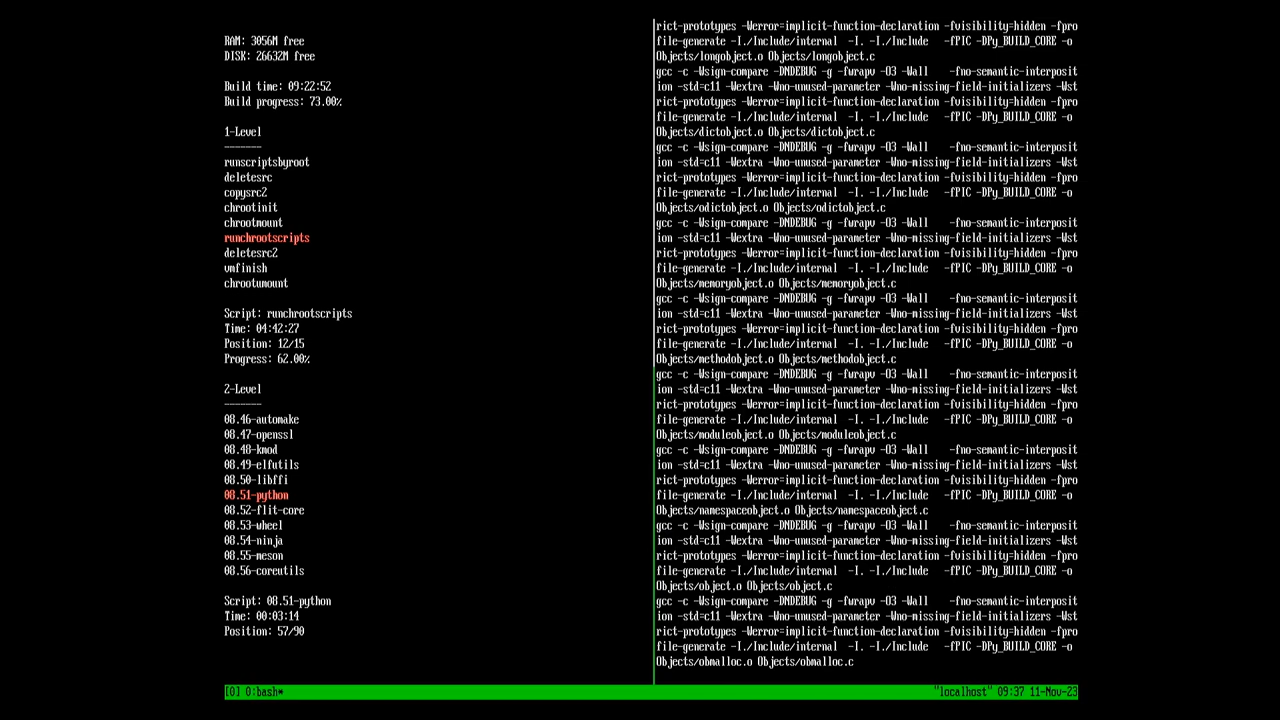 RAM: 3056M free
DISK: 26632M free
Build time: 09:22:52
Build progress: 73.00%
1-Level
-------
runscriptsbyroot
deletesrc
copysrc2
chrootinit
chrootmount
runchrootscripts
deletesrc2
vmfinish
chrootumount
Script: runchrootscripts
Time: 04:42:27
Position: 12/15
Progress: 62.00%
2-Level
-------
08.46-automake
08.47-openssl
08.48-kmod
08.49-elfutils
08.50-libffi
08.51-python
08.52-flit-core
08.53-wheel
08.54-ninja
08.55-meson
08.56-coreutils
Script: 08.51-python
Time: 00:03:14
Position: 57/90
rict-prototypes -Werror=implicit-function-declaration -fvisibility=hidden -fpro
file-generate -I./Include/internal  -I. -I./Include   -fPIC -DPy_BUILD_CORE -o
Objects/longobject.o Objects/longobject.c
gcc -c -Wsign-compare -DNDEBUG -g -fwrapv -O3 -Wall   -fno-semantic-interposit
ion -std=c11 -Wextra -Wno-unused-parameter -Wno-missing-field-initializers -Wst
rict-prototypes -Werror=implicit-function-declaration -fvisibility=hidden -fpro
file-generate -I./Include/internal  -I. -I./Include   -fPIC -DPy_BUILD_CORE -o
Objects/dictobject.o Objects/dictobject.c
gcc -c -Wsign-compare -DNDEBUG -g -fwrapv -O3 -Wall   -fno-semantic-interposit
ion -std=c11 -Wextra -Wno-unused-parameter -Wno-missing-field-initializers -Wst
rict-prototypes -Werror=implicit-function-declaration -fvisibility=hidden -fpro
file-generate -I./Include/internal  -I. -I./Include   -fPIC -DPy_BUILD_CORE -o
Objects/odictobject.o Objects/odictobject.c
gcc -c -Wsign-compare -DNDEBUG -g -fwrapv -O3 -Wall   -fno-semantic-interposit
ion -std=c11 -Wextra -Wno-unused-parameter -Wno-missing-field-initializers -Wst
rict-prototypes -Werror=implicit-function-declaration -fvisibility=hidden -fpro
file-generate -I./Include/internal  -I. -I./Include   -fPIC -DPy_BUILD_CORE -o
Objects/memoryobject.o Objects/memoryobject.c
gcc -c -Wsign-compare -DNDEBUG -g -fwrapv -O3 -Wall   -fno-semantic-interposit
ion -std=c11 -Wextra -Wno-unused-parameter -Wno-missing-field-initializers -Wst
rict-prototypes -Werror=implicit-function-declaration -fvisibility=hidden -fpro
file-generate -I./Include/internal  -I. -I./Include   -fPIC -DPy_BUILD_CORE -o
Objects/methodobject.o Objects/methodobject.c
gcc -c -Wsign-compare -DNDEBUG -g -fwrapv -O3 -Wall   -fno-semantic-interposit
ion -std=c11 -Wextra -Wno-unused-parameter -Wno-missing-field-initializers -Wst
rict-prototypes -Werror=implicit-function-declaration -fvisibility=hidden -fpro
file-generate -I./Include/internal  -I. -I./Include   -fPIC -DPy_BUILD_CORE -o
Objects/moduleobject.o Objects/moduleobject.c
gcc -c -Wsign-compare -DNDEBUG -g -fwrapv -O3 -Wall   -fno-semantic-interposit
ion -std=c11 -Wextra -Wno-unused-parameter -Wno-missing-field-initializers -Wst
rict-prototypes -Werror=implicit-function-declaration -fvisibility=hidden -fpro
file-generate -I./Include/internal  -I. -I./Include   -fPIC -DPy_BUILD_CORE -o
Objects/namespaceobject.o Objects/namespaceobject.c
gcc -c -Wsign-compare -DNDEBUG -g -fwrapv -O3 -Wall   -fno-semantic-interposit
ion -std=c11 -Wextra -Wno-unused-parameter -Wno-missing-field-initializers -Wst
rict-prototypes -Werror=implicit-function-declaration -fvisibility=hidden -fpro
file-generate -I./Include/internal  -I. -I./Include   -fPIC -DPy_BUILD_CORE -o
Objects/object.o Objects/object.c
gcc -c -Wsign-compare -DNDEBUG -g -fwrapv -O3 -Wall   -fno-semantic-interposit
ion -std=c11 -Wextra -Wno-unused-parameter -Wno-missing-field-initializers -Wst
rict-prototypes -Werror=implicit-function-declaration -fvisibility=hidden -fpro
file-generate -I./Include/internal  -I. -I./Include   -fPIC -DPy_BUILD_CORE -o
Objects/obmalloc.o Objects/obmalloc.c
[0] 0:bash* "localhost" 09:37 11-Nov-23